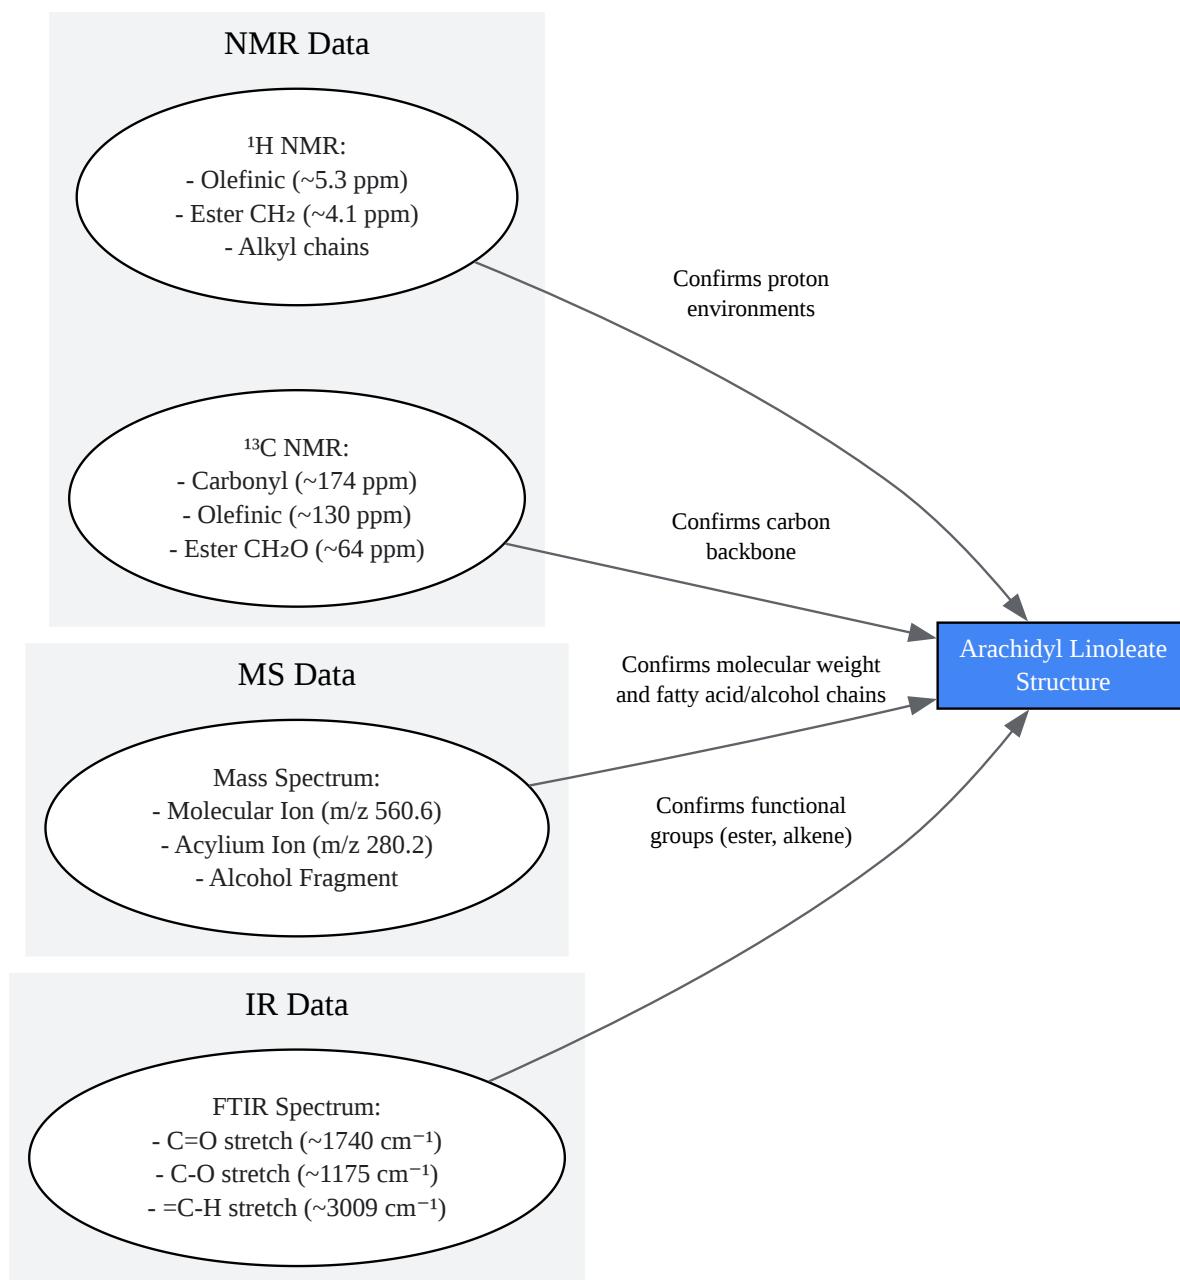 NMR Data
¹H NMR:
- Olefinic (~5.3 ppm)
- Ester CH₂ (~4.1 ppm)
- Alkyl chains
Confirms proton
environments
¹³C NMR:
- Carbonyl (~174 ppm)
- Olefinic (~130 ppm)
- Ester CH₂O (~64 ppm)
Confirms carbon
backbone
Arachidyl Linoleate
Structure
MS Data
Confirms molecular weight
and fatty acid/alcohol chains
Mass Spectrum:
- Molecular Ion (m/z 560.6)
- Acylium Ion (m/z 280.2)
- Alcohol Fragment
Confirms functional
groups (ester, alkene)
IR Data
FTIR Spectrum:
- C=O stretch (~1740 cm⁻¹)
- C-O stretch (~1175 cm⁻¹)
- =C-H stretch (~3009 cm⁻¹)